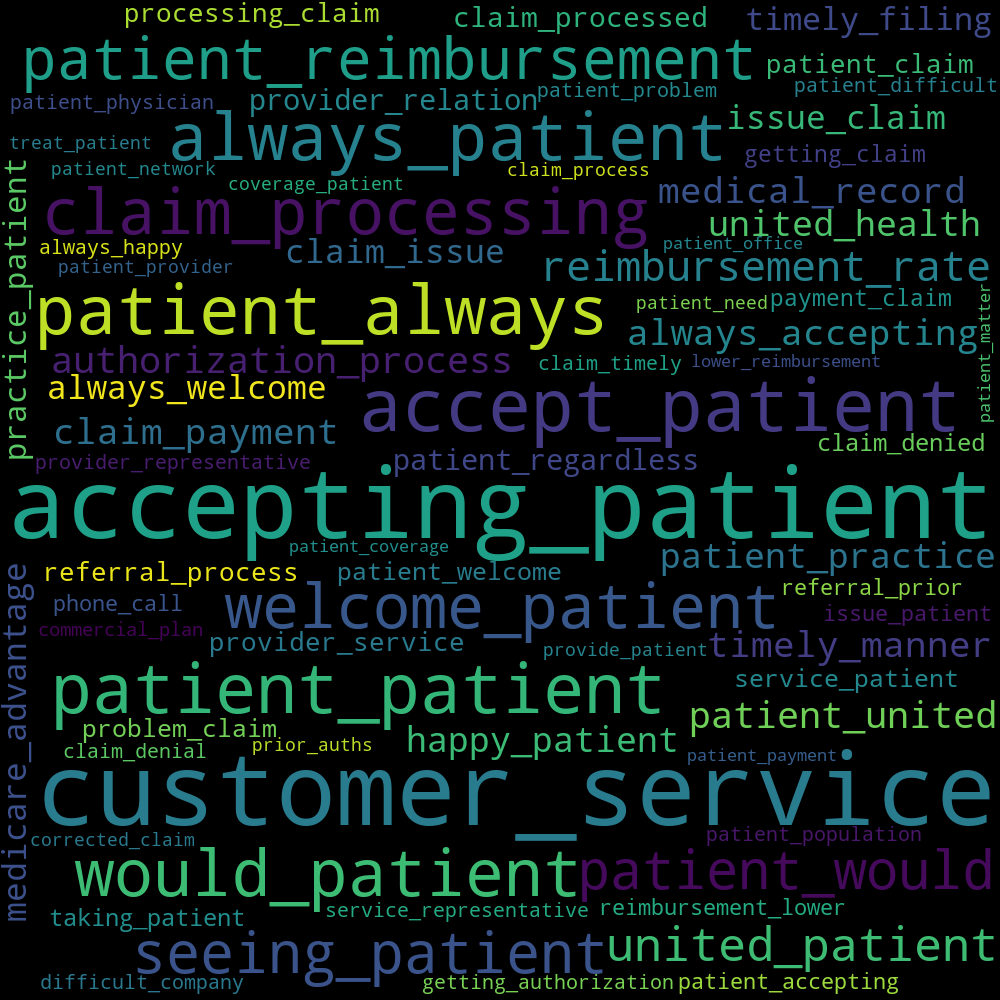 processing_claim
claim_processed
timely_filing
patient_reimbursement
patient_claim
patient_difficult
patient_physician
provider_relation
patient_problem
always_patient
issue_claim
treat_patient
getting_claim
patient_network
claim_process
coverage_patient
medical_record
claim_processing
united_health
practice_patient
always_happy
claim_issue
patient_office
patient_provider
reimbursement_rate
patient_always
patient_need
payment_claim
patient_matter
always_accepting
authorization_process
claim_timely
lower_reimbursement
always_welcome
accept_patient
claim_payment
claim_denied
provider_representative
patient_regardless
accepting_patient
patient_coverage
patient_practice
medicare_advantage
referral_process
patient_welcome
referral_prior
phone_call
welcome_patient
issue_patient
commercial_plan
provider_service
provide_patient
timely_manner
patient_patient
service_patient
problem_claim
patient_united
claim_denial
prior_auths
happy_patient
patient_payment
customer_service
corrected_claim
patient_population
would_patient
patient_would
taking_patient
service_representative
reimbursement_lower
seeing_patient
united_patient
difficult_company
getting_authorization
patient_accepting